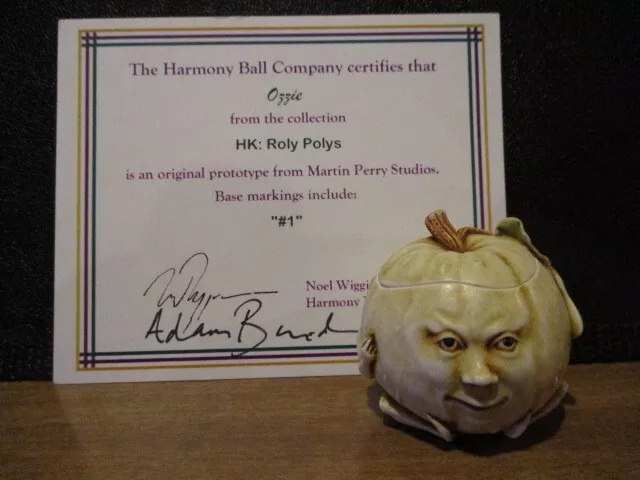 The Harmony Ball Company certifies that
Ozzie
from the collection
HK: Roly Polys
is an original prototype from Martin Perry Studios.
Base markings include:
"#1"
Noel Wiggi
Harmony
Adam